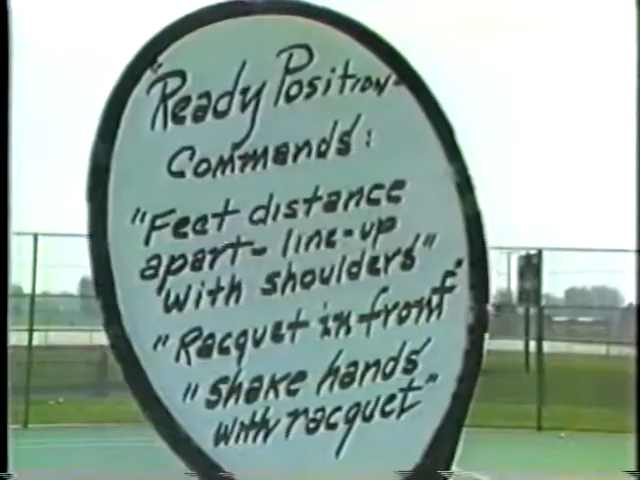 "Ready Position"
Commands:
"Feet distance
apart- line-up
with shoulders"
"Racquet in front"
"shake hands
with racquet"